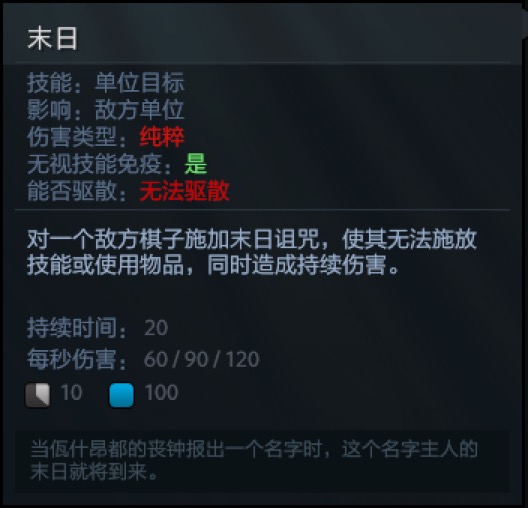 末日
技能：单位目标
影响：敌方单位
伤害类型：纯粹
无视技能免疫：是
能否驱散：无法驱散
对一个敌方棋子施加末日诅咒，使其无法施放
技能或使用物品，同时造成持续伤害。
持续时间： 20
每秒伤害： 60 / 90 / 120
10 100
当佤什昂都的丧钟报出一个名字时，这个名字主人的
末日就将到来。